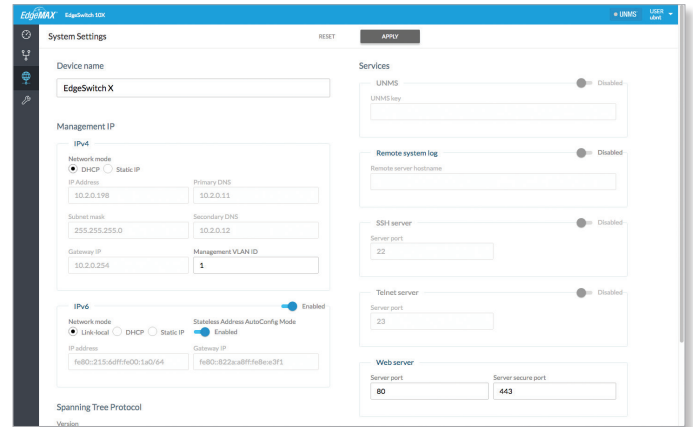 EdgeMAX EdgeSwitch 10X UNMS USER ubnt
System Settings RESET APPLY
Device name
EdgeSwitch X
Management IP
IPv4
Network mode
DHCP Static IP
IP Address Primary DNS
10.2.0.198 10.2.0.11
Subnet mask Secondary DNS
255.255.255.0 10.2.0.12
Gateway IP Management VLAN ID
10.2.0.254 1
IPv6 Enabled
Network mode Stateless Address AutoConfig Mode
Link-local DHCP Static IP Enabled
IP address Gateway IP
fe80::215:6dff:fe00:1a0/64 fe80::822a:a8ff:fe8e:e3f1
Spanning Tree Protocol
Version
Services
UNMS Disabled
UNMS key
Remote system log Disabled
Remote server hostname
SSH server Disabled
Server port
22
Telnet server Disabled
Server port
23
Web server
Server port Server secure port
80 443